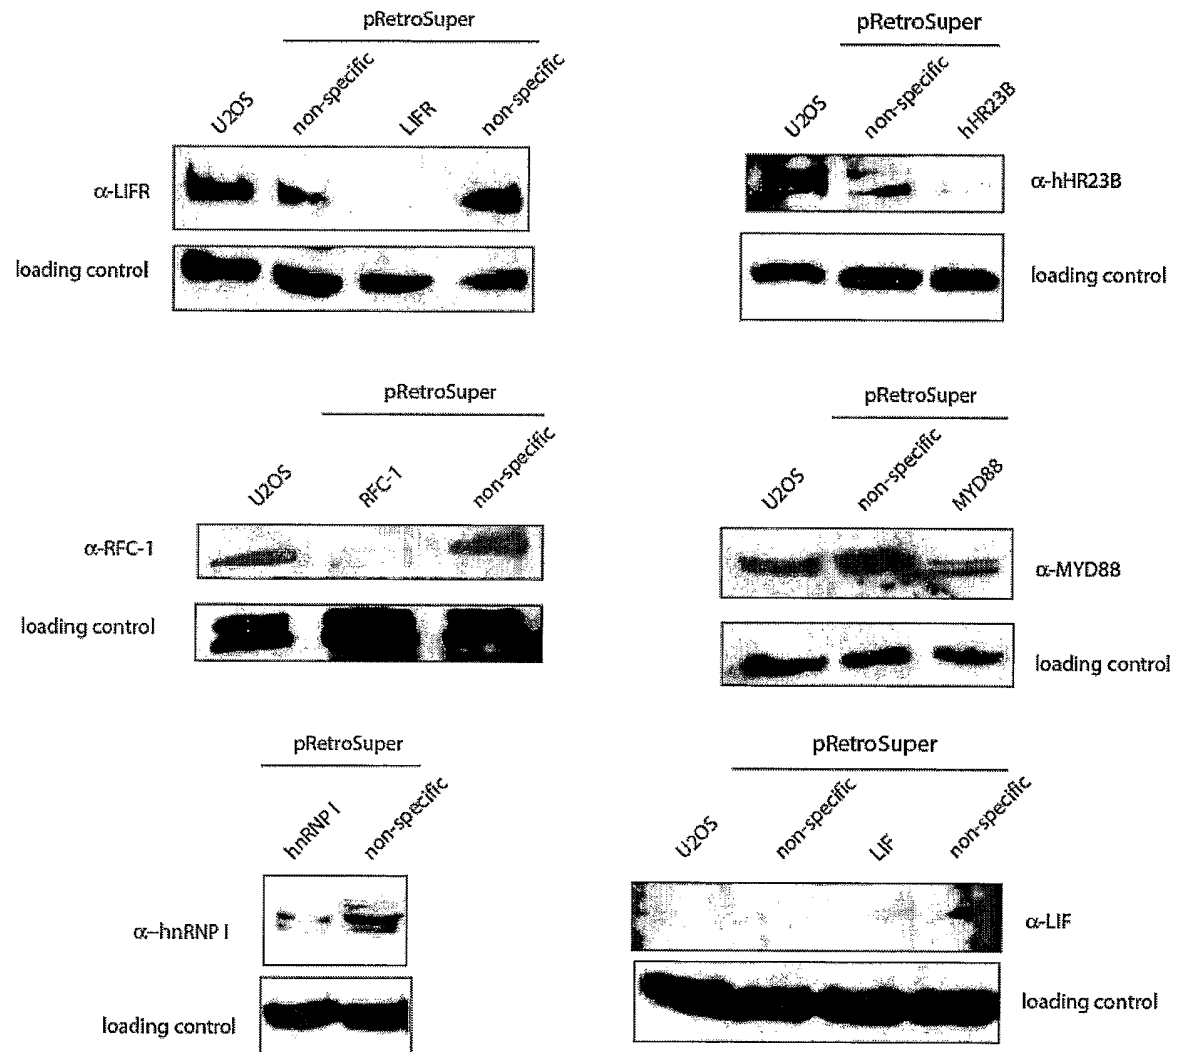 pRetroSuper
U2OS
non-specific
LIFR
non-specific
α-LIFR
loading control
pRetroSuper
U2OS
non-specific
hHR23B
α-hHR23B
loading control
pRetroSuper
U2OS
RFC-1
non-specific
α-RFC-1
loading control
pRetroSuper
U2OS
non-specific
MYD88
α-MYD88
loading control
pRetroSuper
hnRNP I
non-specific
α--hnRNP I
loading control
pRetroSuper
U2OS
non-specific
LIF
non-specific
α-LIF
loading control